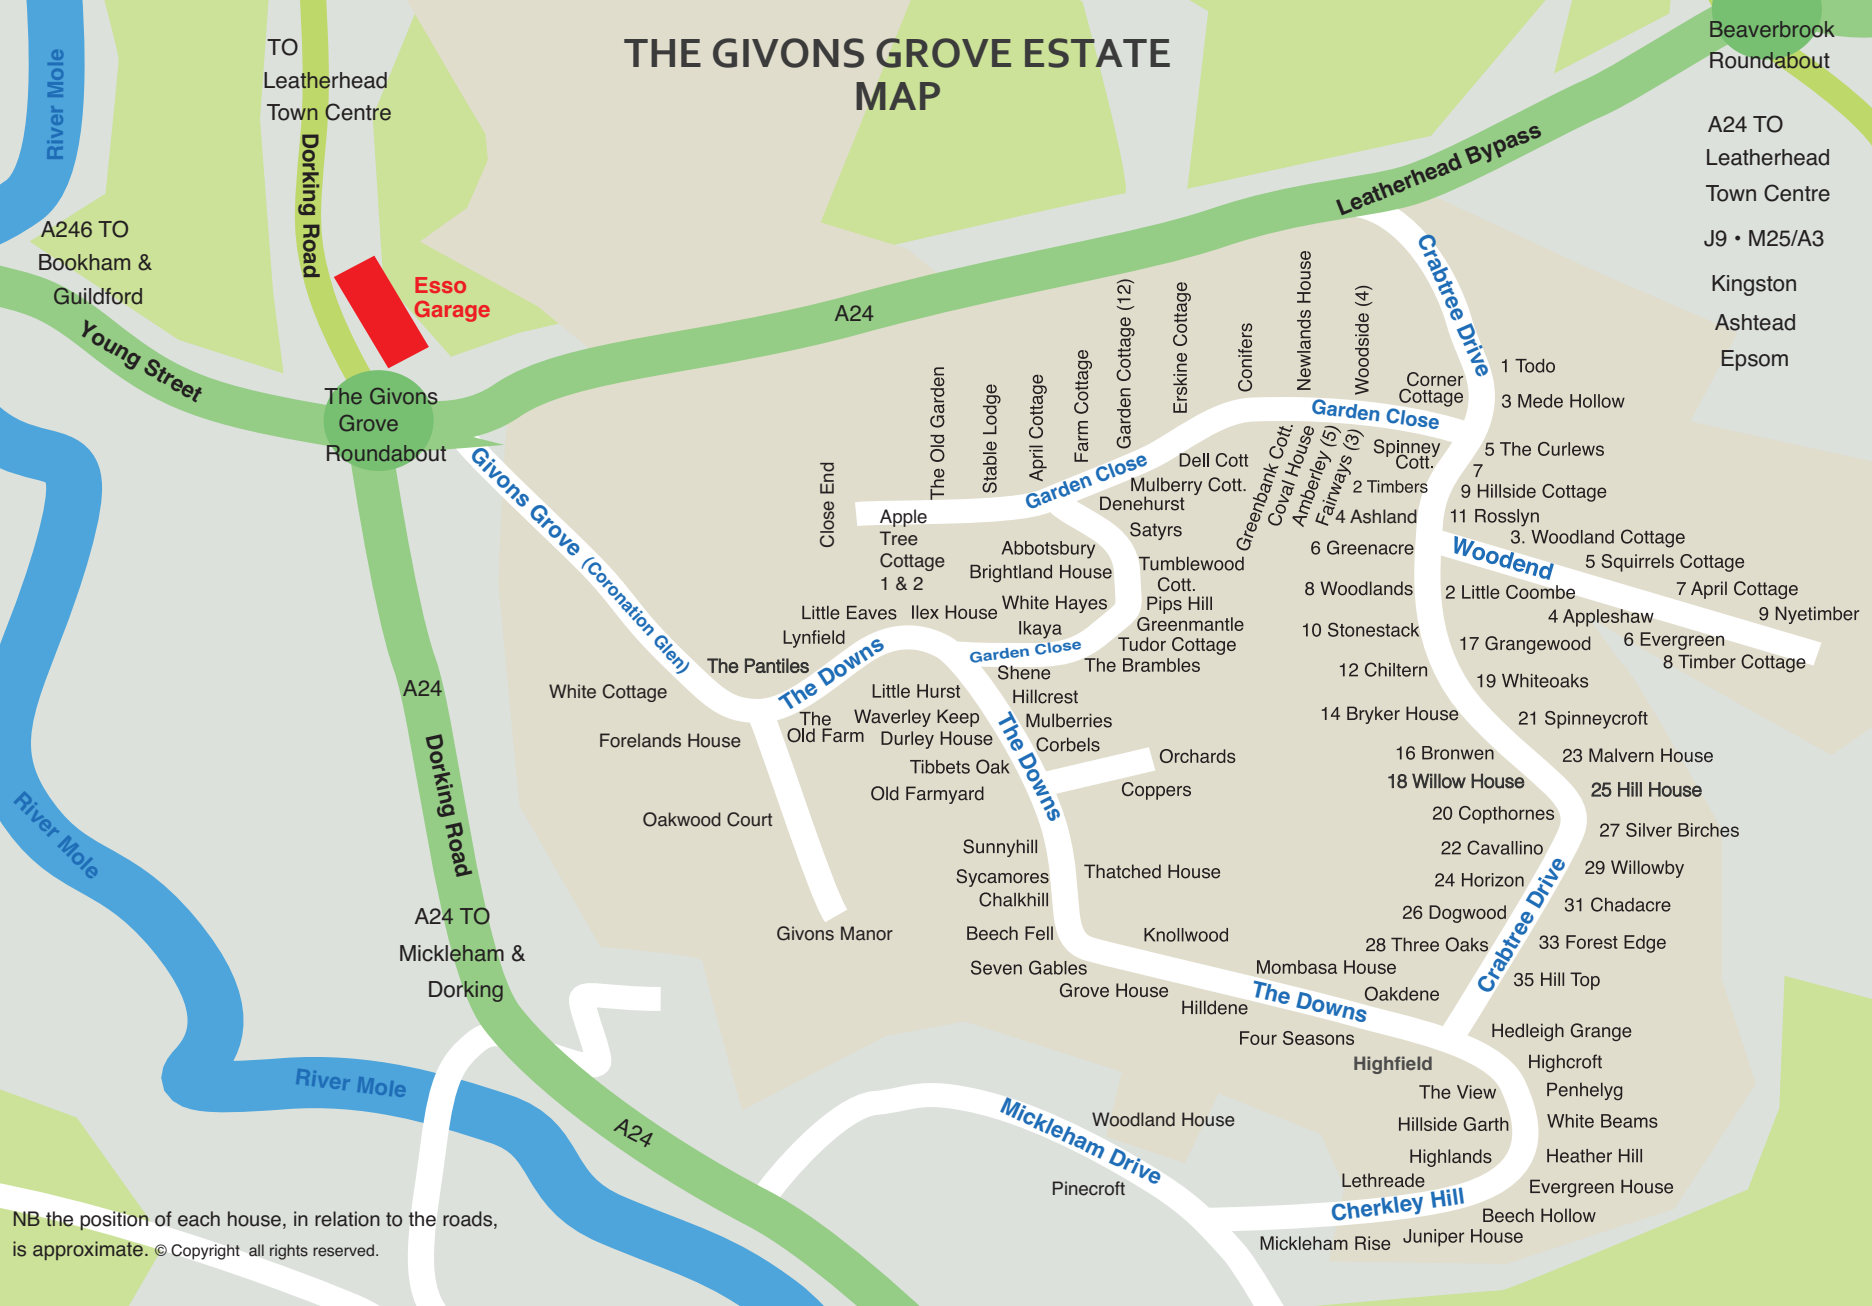 THE GIVONS GROVE ESTATE
MAP
River Mole
TO
Leatherhead
Town Centre
Dorking Road
A246 TO
Bookham &
Guildford
Young Street
Esso
Garage
The Givons
Grove
Roundabout
A24
Leatherhead Bypass
Beaverbrook
Roundabout
A24 TO
Leatherhead
Town Centre
J9 • M25/A3
Kingston
Ashtead
Epsom
Crabtree Drive
Close End
The Old Garden
Stable Lodge
April Cottage
Farm Cottage
Garden Cottage (12)
Erskine Cottage
Conifers
Newlands House
Woodside (4)
Corner
Cottage
Garden Close
Garden Close
Greenbank Cott.
Coval House
Amberley (5)
Fairways (3)
Spinney
Cott.
Dell Cott
Mulberry Cott.
Denehurst
Satyrs
Tumblewood
Cott.
Pips Hill
Greenmantle
Tudor Cottage
The Brambles
Apple
Tree
Cottage
1 & 2
Abbotsbury
Brightland House
White Hayes
Ikaya
Garden Close
Little Eaves
Ilex House
Lynfield
The Pantiles
White Cottage
Forelands House
Oakwood Court
Givons Manor
Givons Grove (Coronation Glen)
The Downs
The
Old Farm
Little Hurst
Waverley Keep
Durley House
Tibbets Oak
Old Farmyard
Shene
Hillcrest
Mulberries
Corbels
The Downs
Orchards
Coppers
Sunnyhill
Sycamores
Chalkhill
Beech Fell
Seven Gables
Grove House
Hilldene
Four Seasons
Thatched House
Knollwood
Mombasa House
Oakdene
The Downs
1 Todo
3 Mede Hollow
5 The Curlews
7
9 Hillside Cottage
11 Rosslyn
2 Timbers
4 Ashland
6 Greenacre
8 Woodlands
10 Stonestack
12 Chiltern
14 Bryker House
16 Bronwen
18 Willow House
20 Copthornes
22 Cavallino
24 Horizon
26 Dogwood
28 Three Oaks
Woodend
3. Woodland Cottage
5 Squirrels Cottage
7 April Cottage
9 Nyetimber
2 Little Coombe
4 Appleshaw
6 Evergreen
8 Timber Cottage
17 Grangewood
19 Whiteoaks
21 Spinneycroft
23 Malvern House
25 Hill House
27 Silver Birches
29 Willowby
31 Chadacre
33 Forest Edge
35 Hill Top
Crabtree Drive
Hedleigh Grange
Highcroft
Penhelyg
White Beams
Heather Hill
Evergreen House
Beech Hollow
Juniper House
Mickleham Rise
Highfield
The View
Hillside Garth
Highlands
Lethreade
Cherkley Hill
Mickleham Drive
Woodland House
Pinecroft
A24
Dorking Road
A24 TO
Mickleham &
Dorking
River Mole
River Mole
A24
NB the position of each house, in relation to the roads,
is approximate. © Copyright all rights reserved.